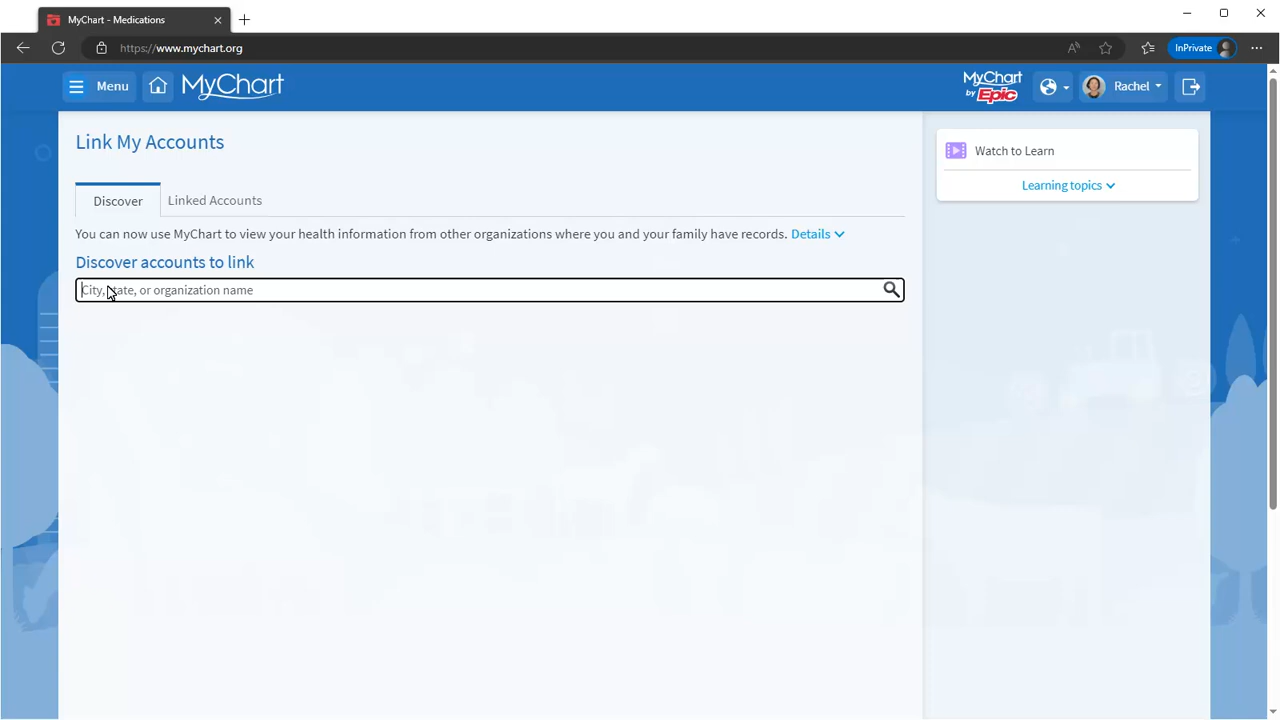 MyChart - Medications
https://www.mychart.org
InPrivate
Menu
MyChart
MyChart
by Epic
Rachel
Link My Accounts
Discover
Linked Accounts
You can now use MyChart to view your health information from other organizations where you and your family have records. Details
Discover accounts to link
City, state, or organization name
Watch to Learn
Learning topics